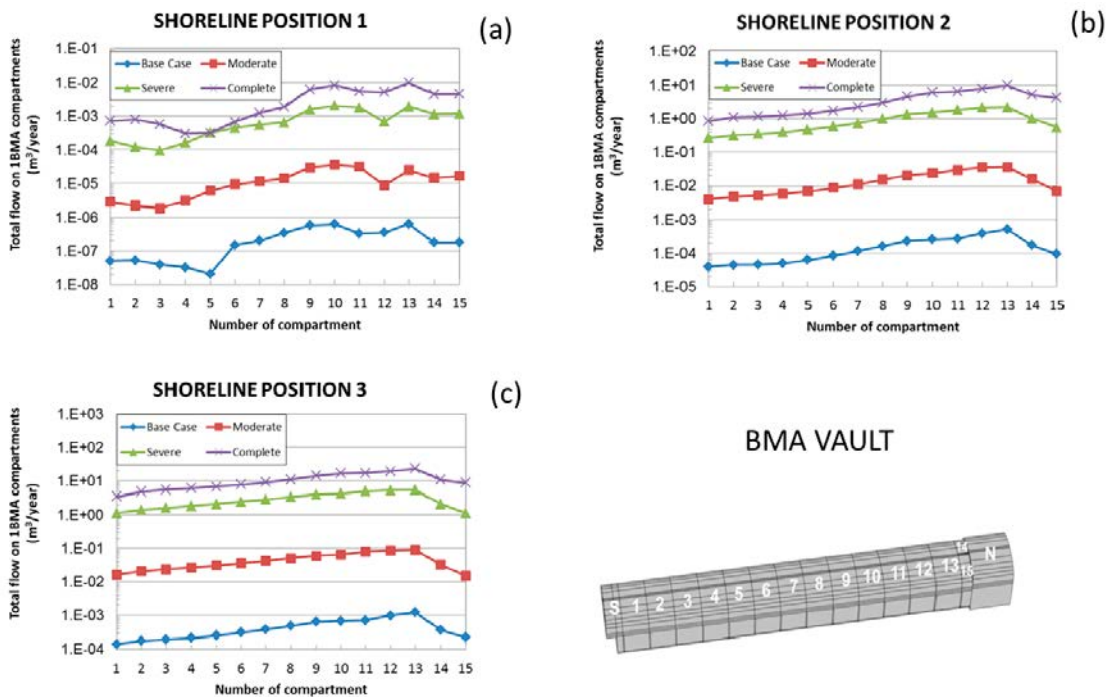 SHORELINE POSITION 1
(a)
Total flow on 1BMA compartments
(m³/year)
1.E-01
1.E-02
1.E-03
1.E-04
1.E-05
1.E-06
1.E-07
1.E-08
Base Case
Moderate
Severe
Complete
1 2 3 4 5 6 7 8 9 10 11 12 13 14 15
Number of compartment
SHORELINE POSITION 2
(b)
Total flow on 1BMA compartments
(m³/year)
1.E+02
1.E+01
1.E+00
1.E-01
1.E-02
1.E-03
1.E-04
1.E-05
Base Case
Moderate
Severe
Complete
1 2 3 4 5 6 7 8 9 10 11 12 13 14 15
Number of compartment
SHORELINE POSITION 3
(c)
Total flow on 1BMA compartments
(m³/year)
1.E+03
1.E+02
1.E+01
1.E+00
1.E-01
1.E-02
1.E-03
1.E-04
Base Case
Moderate
Severe
Complete
1 2 3 4 5 6 7 8 9 10 11 12 13 14 15
Number of compartment
BMA VAULT
S 1 2 3 4 5 6 7 8 9 10 11 12 13 14 15 N